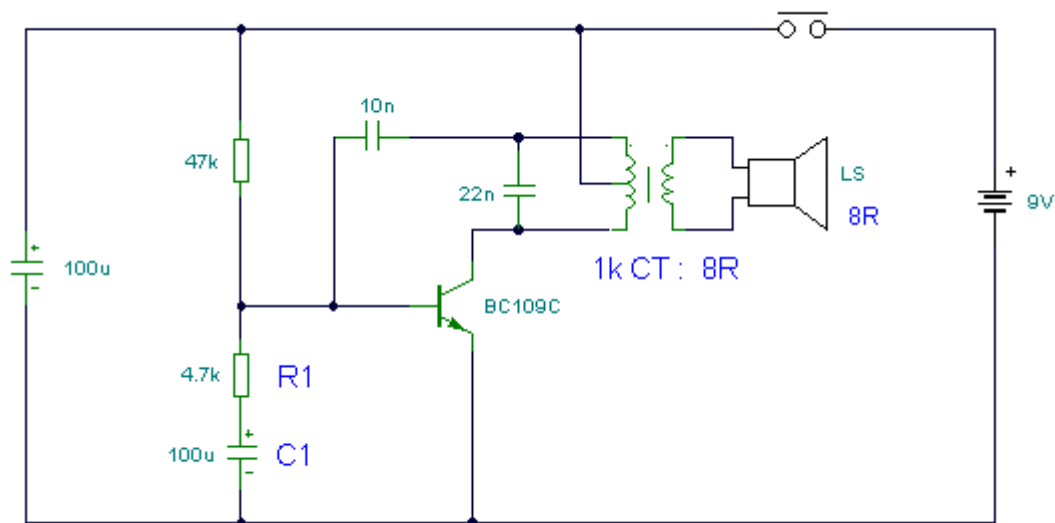 10n
47k
22n
LS
+
9V
8R
+
100u
-
1k CT : 8R
BC109C
4.7k
R1
+
100u
C1
-